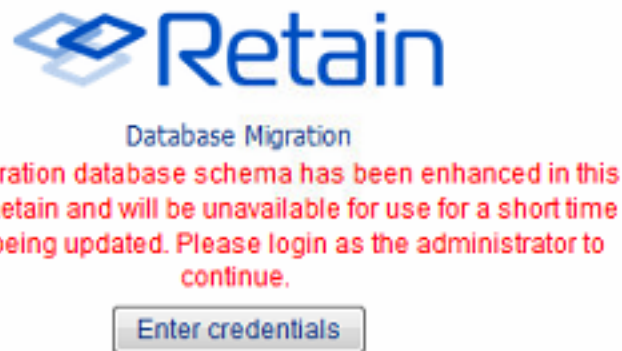 Retain
Database Migration
ration database schema has been enhanced in this
etain and will be unavailable for use for a short time
being updated. Please login as the administrator to
continue.
Enter credentials